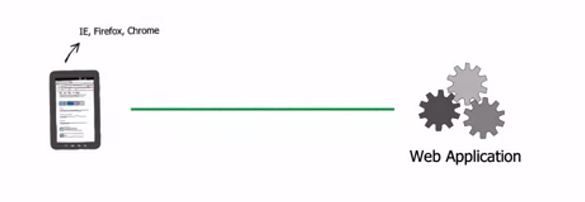 IE, Firefox, Chrome
Web Application